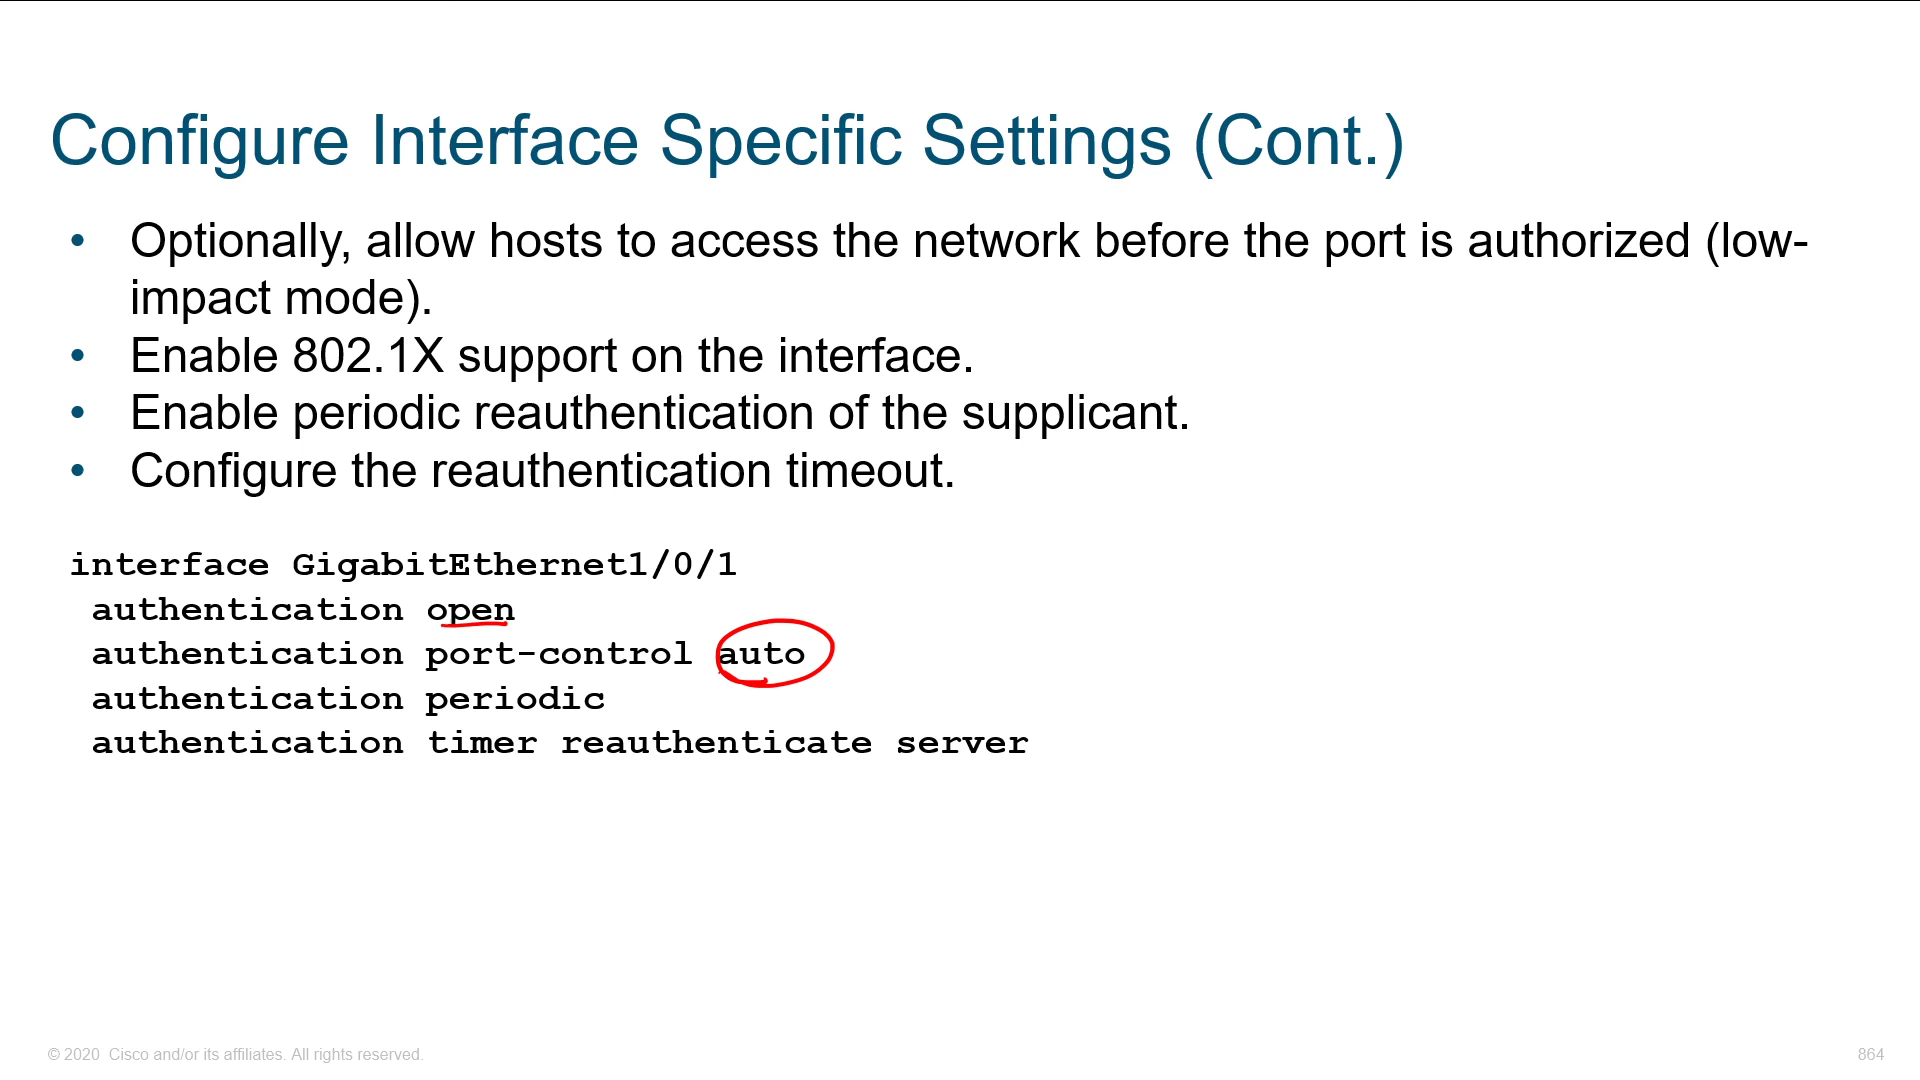 Configure Interface Specific Settings (Cont.)
• Optionally, allow hosts to access the network before the port is authorized (low-
impact mode).
• Enable 802.1X support on the interface.
• Enable periodic reauthentication of the supplicant.
• Configure the reauthentication timeout.
interface GigabitEthernet1/0/1
authentication open
authentication port-control auto
authentication periodic
authentication timer reauthenticate server
© 2020 Cisco and/or its affiliates. All rights reserved.
864